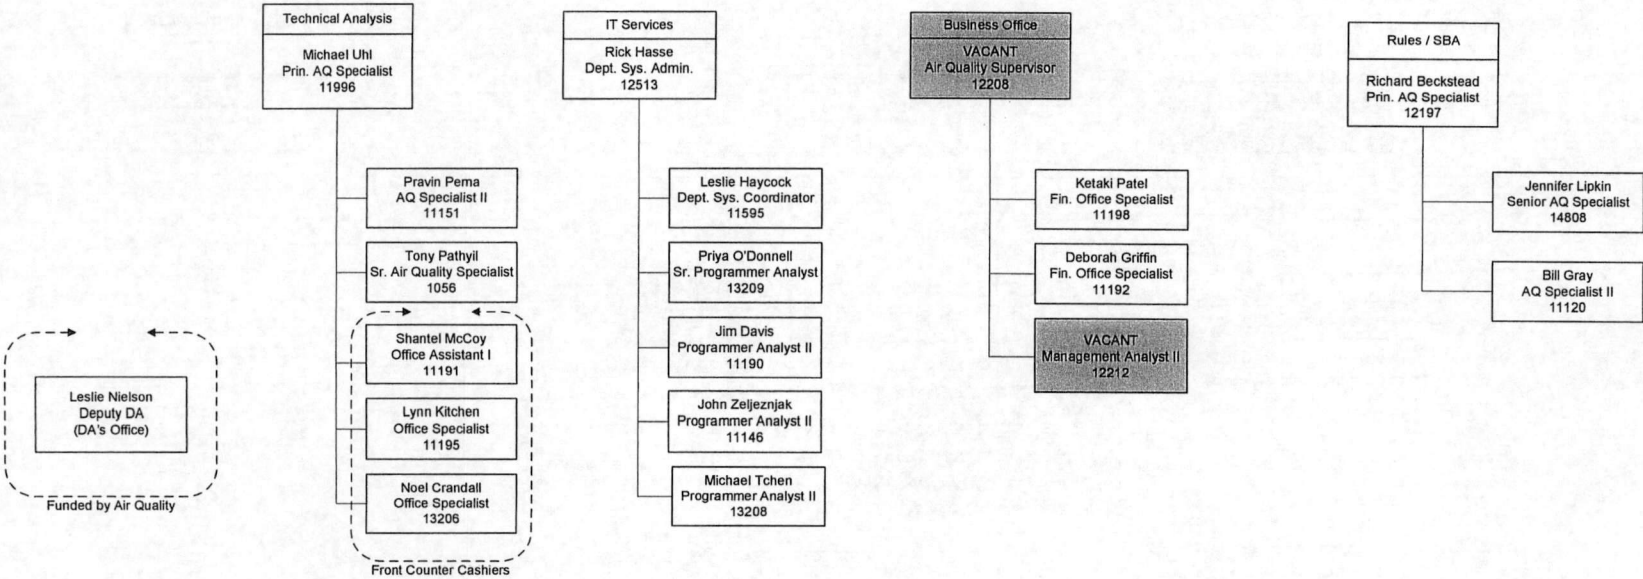 Technical Analysis
Michael Uhl
Prin. AQ Specialist
11996
Pravin Pema
AQ Specialist II
11151
Tony Pathyil
Sr. Air Quality Specialist
1056
Shantel McCoy
Office Assistant I
11191
Lynn Kitchen
Office Specialist
11195
Noel Crandall
Office Specialist
13206
Front Counter Cashiers
Leslie Nielson
Deputy DA
(DA's Office)
Funded by Air Quality
IT Services
Rick Hasse
Dept. Sys. Admin.
12513
Leslie Haycock
Dept. Sys. Coordinator
11595
Priya O'Donnell
Sr. Programmer Analyst
13209
Jim Davis
Programmer Analyst II
11190
John Zeljeznjak
Programmer Analyst II
11146
Michael Tchen
Programmer Analyst II
13208
Business Office
VACANT
Air Quality Supervisor
12208
Ketaki Patel
Fin. Office Specialist
11198
Deborah Griffin
Fin. Office Specialist
11192
VACANT
Management Analyst II
12212
Rules / SBA
Richard Beckstead
Prin. AQ Specialist
12197
Jennifer Lipkin
Senior AQ Specialist
14808
Bill Gray
AQ Specialist II
11120